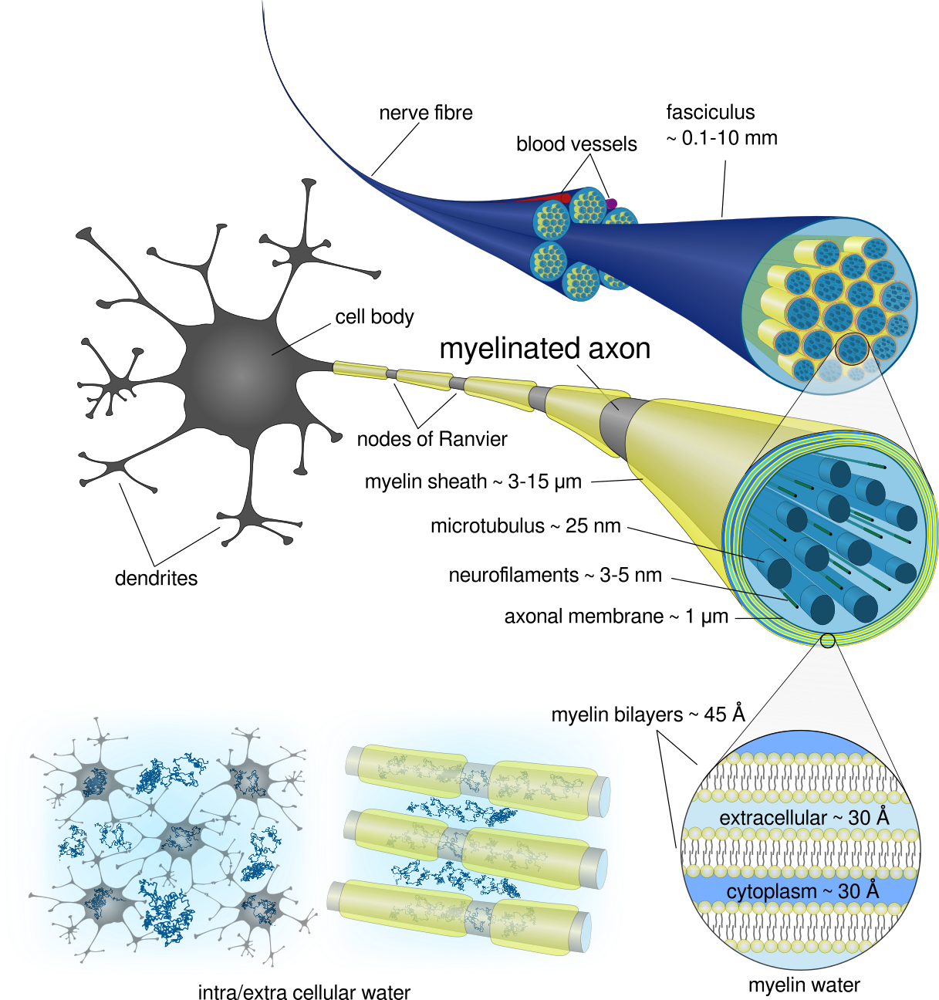 nerve fibre
fasciculus
~ 0.1-10 mm
blood vessels
cell body
myelinated axon
nodes of Ranvier
myelin sheath ~ 3-15 µm
microtubulus ~ 25 nm
neurofilaments ~ 3-5 nm
dendrites
axonal membrane ~ 1 µm
myelin bilayers ~ 45 Å
extracellular ~ 30 Å
cytoplasm ~ 30 Å
myelin water
intra/extra cellular water